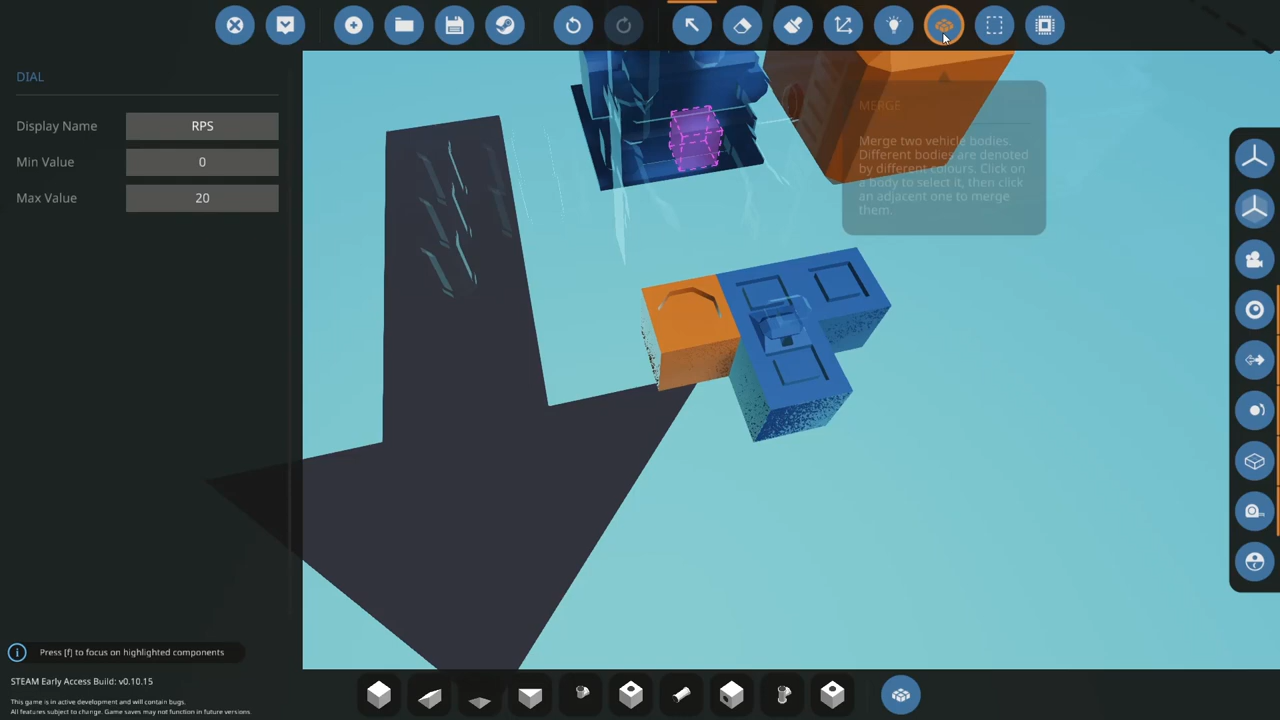 DIAL
Display Name
RPS
Min Value
0
Max Value
20
MERGE
Merge two vehicle bodies.
Different bodies are denoted
by different colours. Click on
a body to select it, then click
an adjacent one to merge
them.
Press [f] to focus on highlighted components
STEAM Early Access Build: v0.10.15
This game is in active development and will contain bugs.
All features subject to change. Game saves may not function in future versions.